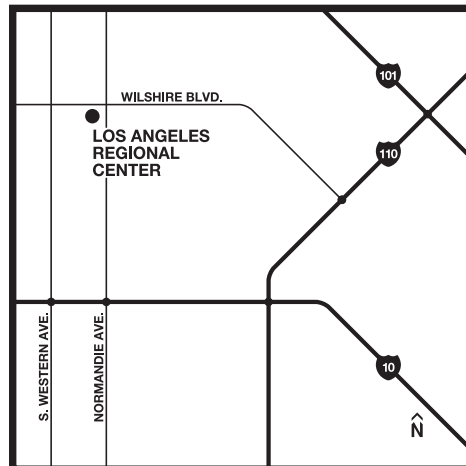 101
WILSHIRE BLVD.
LOS ANGELES
REGIONAL
CENTER
110
S. WESTERN AVE.
NORMANDIE AVE.
10
N